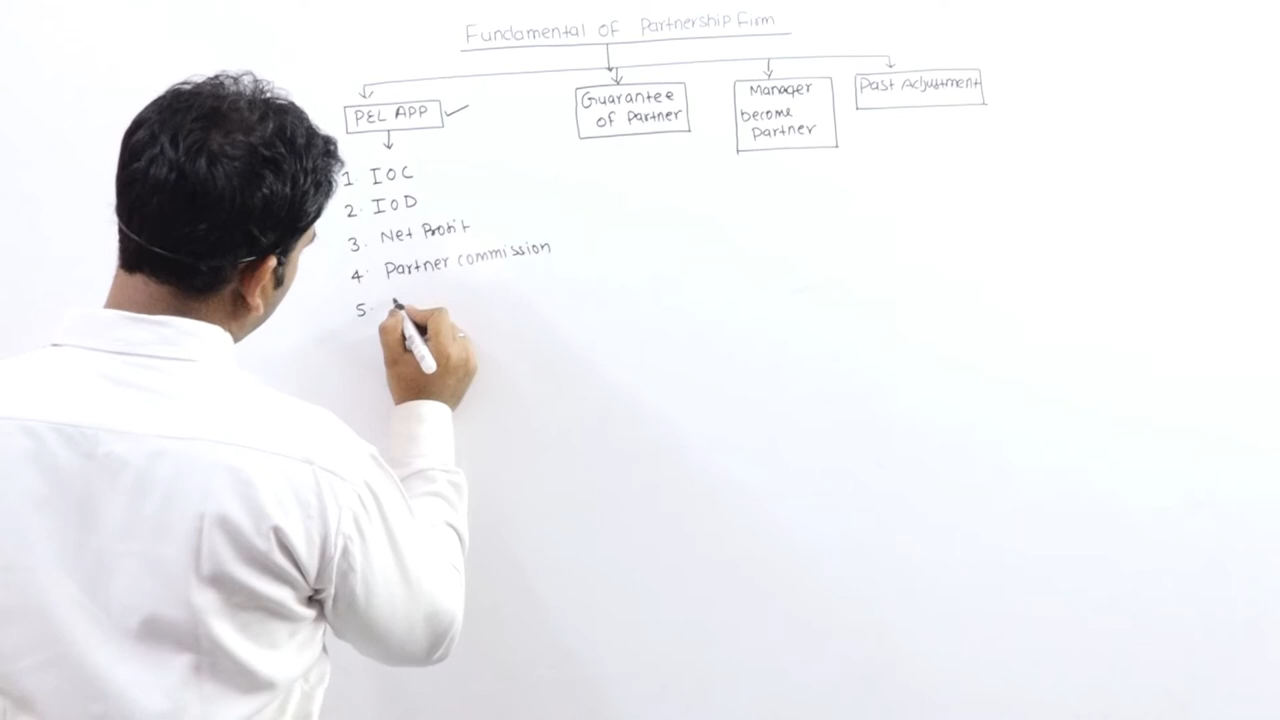 Fundamental OF Partnership Firm
P&L APP
Guarantee
of Partner
Manager
become
Partner
Past Adjustment
1. IOC
2. IOD
3. Net Profit
4. Partner commission
5.